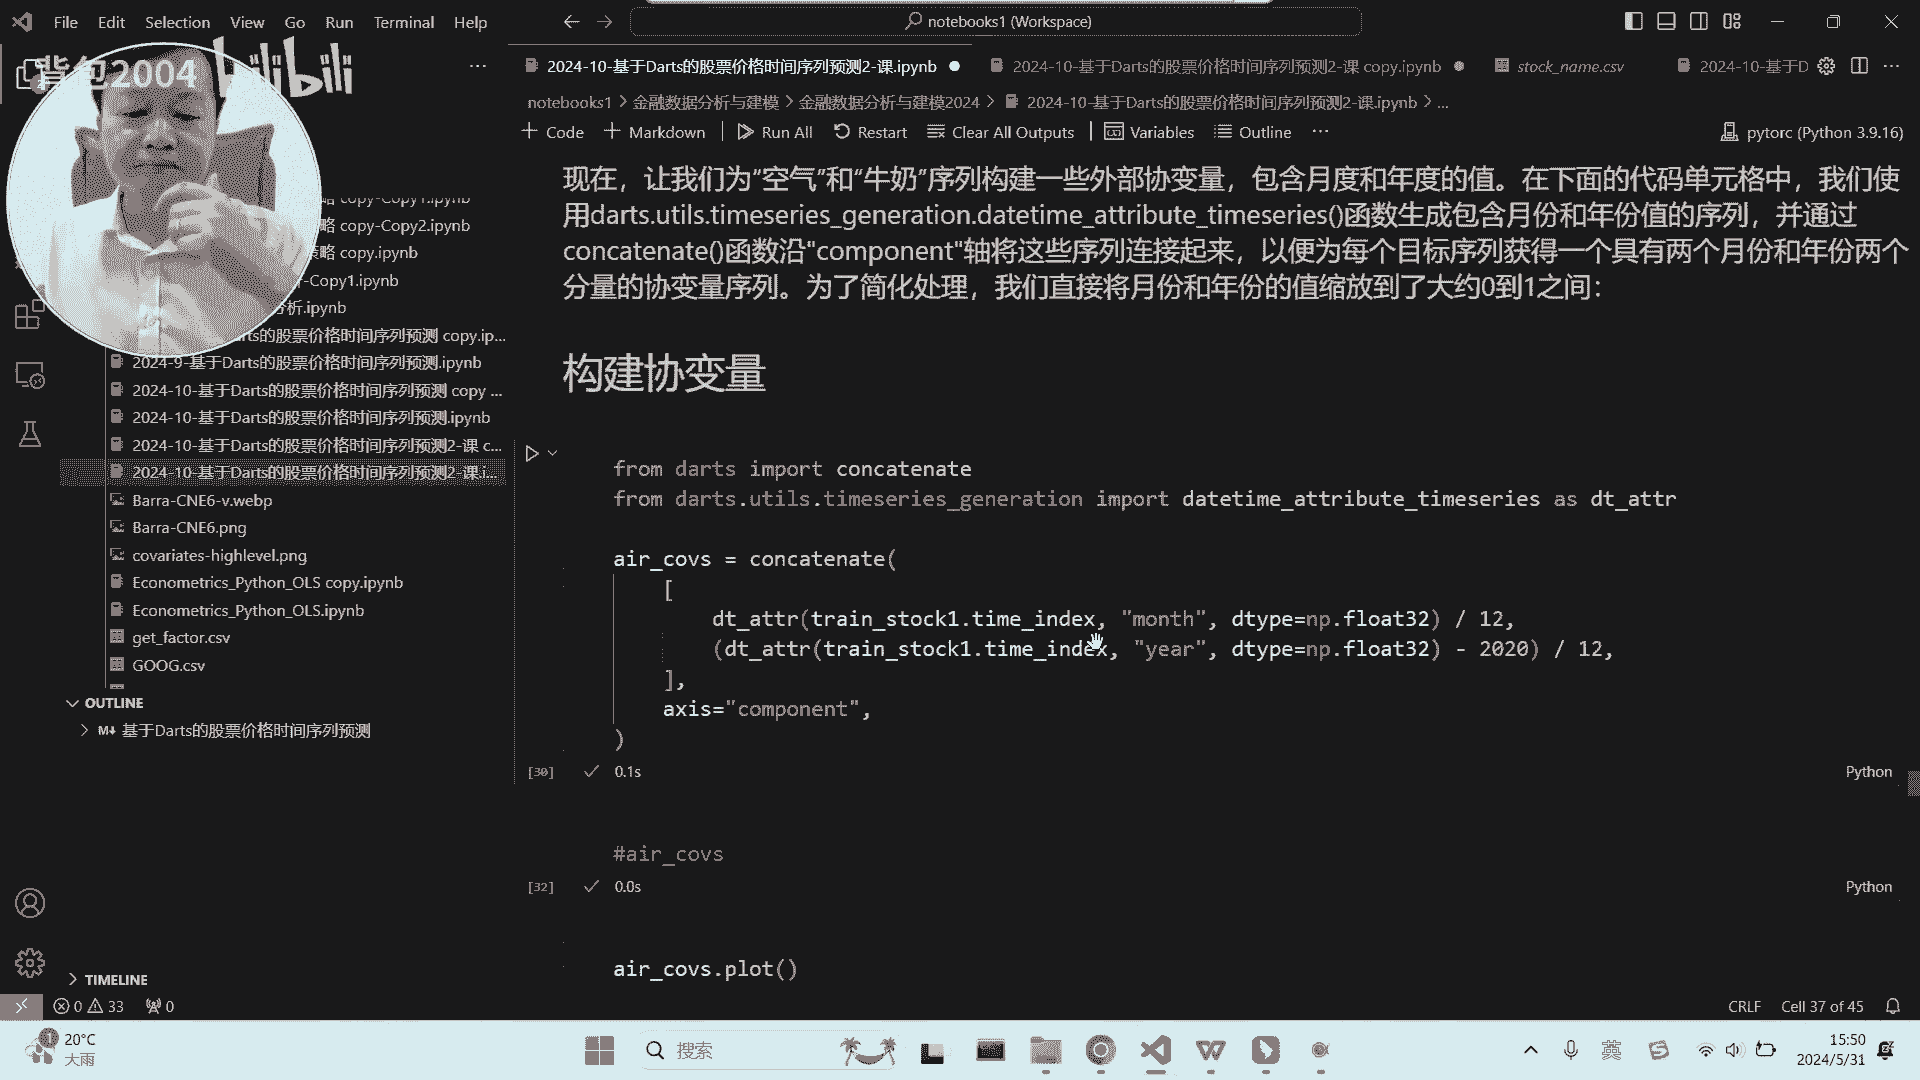 File Edit Selection View Go Run Terminal Help
notebooks1 (Workspace)
背包2004 bilibili
2024-10-基于Darts的股票价格时间序列预测2-课.ipynb
2024-10-基于Darts的股票价格时间序列预测2-课 copy.ipynb
stock_name.csv
2024-10-基于D
notebooks1 > 金融数据分析与建模 > 金融数据分析与建模2024 > 2024-10-基于Darts的股票价格时间序列预测2-课.ipynb > ...
Code Markdown Run All Restart Clear All Outputs Variables Outline ...
pytorc (Python 3.9.16)
现在，让我们为“空气”和“牛奶”序列构建一些外部协变量，包含月度和年度的值。在下面的代码单元格中，我们使
用darts.utils.timeseries_generation.datetime_attribute_timeseries()函数生成包含月份和年份值的序列，并通过
concatenate()函数沿"component"轴将这些序列连接起来，以便为每个目标序列获得一个具有两个月份和年份两个
分量的协变量序列。为了简化处理，我们直接将月份和年份的值缩放到了大约0到1之间：
构建协变量
from darts import concatenate
from darts.utils.timeseries_generation import datetime_attribute_timeseries as dt_attr
air_covs = concatenate(
[
dt_attr(train_stock1.time_index, "month", dtype=np.float32) / 12,
(dt_attr(train_stock1.time_index, "year", dtype=np.float32) - 2020) / 12,
],
axis="component",
)
[30] 0.1s
Python
#air_covs
[32] 0.0s
Python
air_covs.plot()
略 copy-Copy1.ipynb
略 copy-Copy2.ipynb
略 copy.ipynb
-Copy1.ipynb
析.ipynb
rts的股票价格时间序列预测 copy.ip...
2024-9-基于Darts的股票价格时间序列预测.ipynb
2024-10-基于Darts的股票价格时间序列预测 copy ...
2024-10-基于Darts的股票价格时间序列预测.ipynb
2024-10-基于Darts的股票价格时间序列预测2-课 c...
2024-10-基于Darts的股票价格时间序列预测2-课.i...
Barra-CNE6-v.webp
Barra-CNE6.png
covariates-highlevel.png
Econometrics_Python_OLS copy.ipynb
Econometrics_Python_OLS.ipynb
get_factor.csv
GOOG.csv
OUTLINE
M↓ 基于Darts的股票价格时间序列预测
TIMELINE
0 33 0
CRLF Cell 37 of 45
20°C
大雨
搜索
英
15:50
2024/5/31